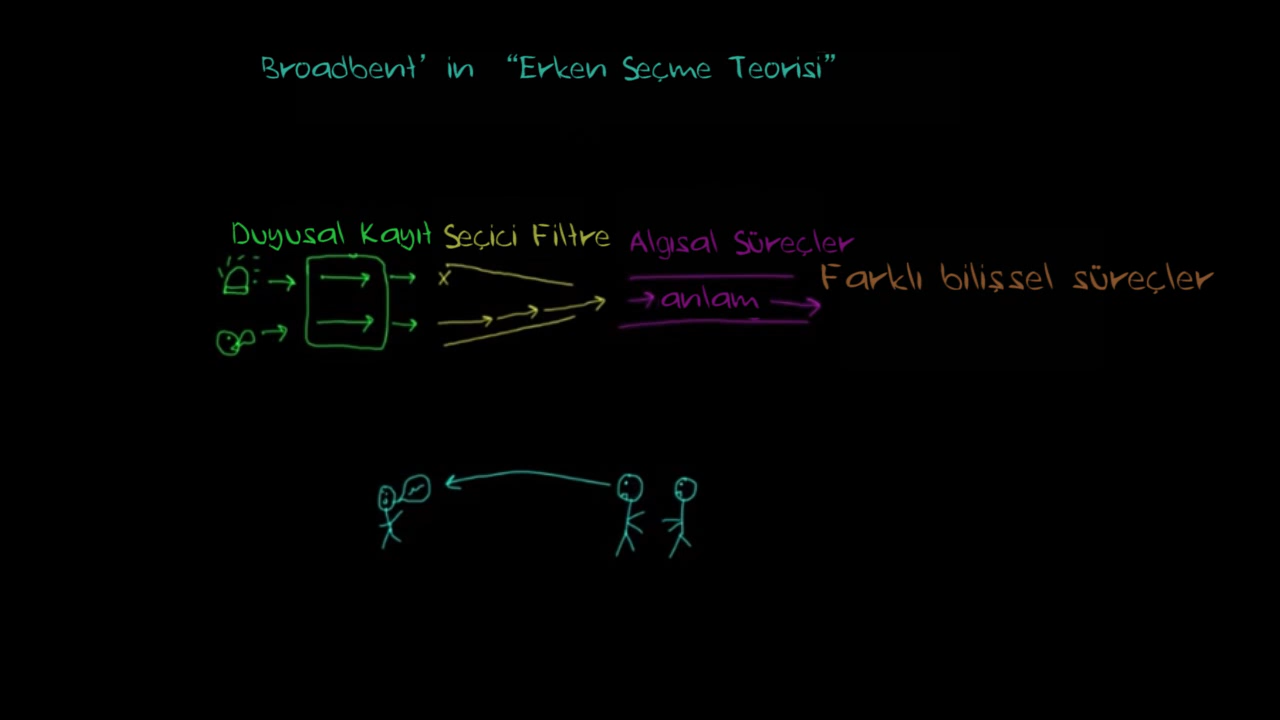 Broadbent' in "Erken Seçme Teorisi"
Duyusal Kayıt Seçici Filtre Algısal Süreçler
Farklı bilişsel süreçler
x
anlam